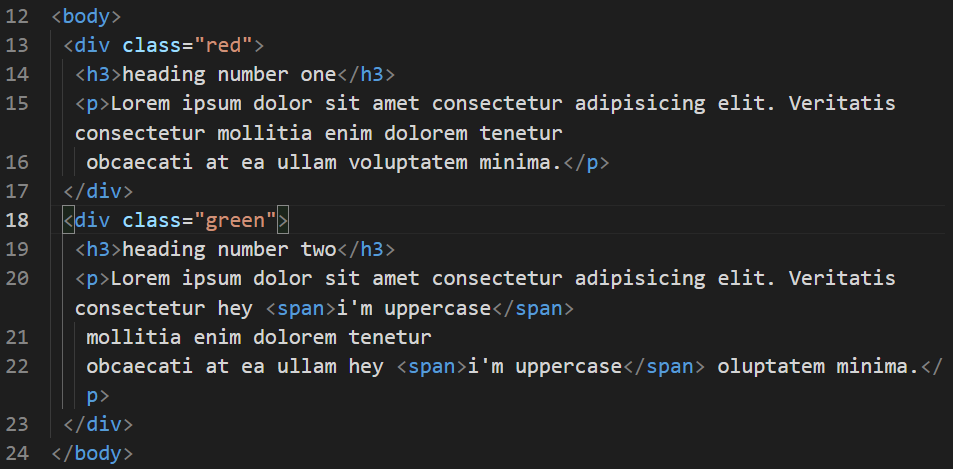 12 <body>
13 <div class="red">
14 <h3>heading number one</h3>
15 <p>Lorem ipsum dolor sit amet consectetur adipisicing elit. Veritatis
consectetur mollitia enim dolorem tenetur
16 obcaecati at ea ullam voluptatem minima.</p>
17 </div>
18 <div class="green">
19 <h3>heading number two</h3>
20 <p>Lorem ipsum dolor sit amet consectetur adipisicing elit. Veritatis
consectetur hey <span>i'm uppercase</span>
21 mollitia enim dolorem tenetur
22 obcaecati at ea ullam hey <span>i'm uppercase</span> oluptatem minima.</
p>
23 </div>
24 </body>